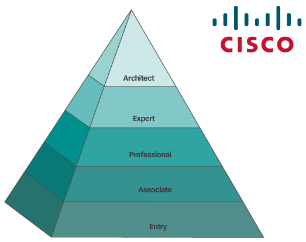 CISCO
Architect
Expert
Professional
Associate
Entry